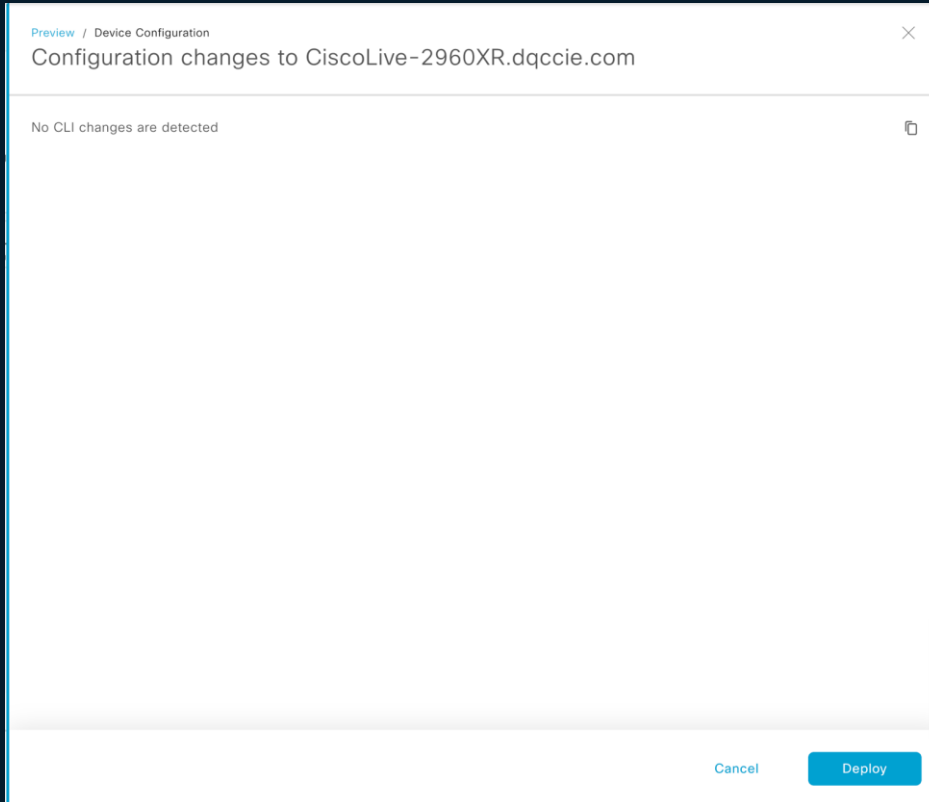 Preview / Device Configuration
Configuration changes to CiscoLive-2960XR.dqccie.com
No CLI changes are detected
Cancel
Deploy